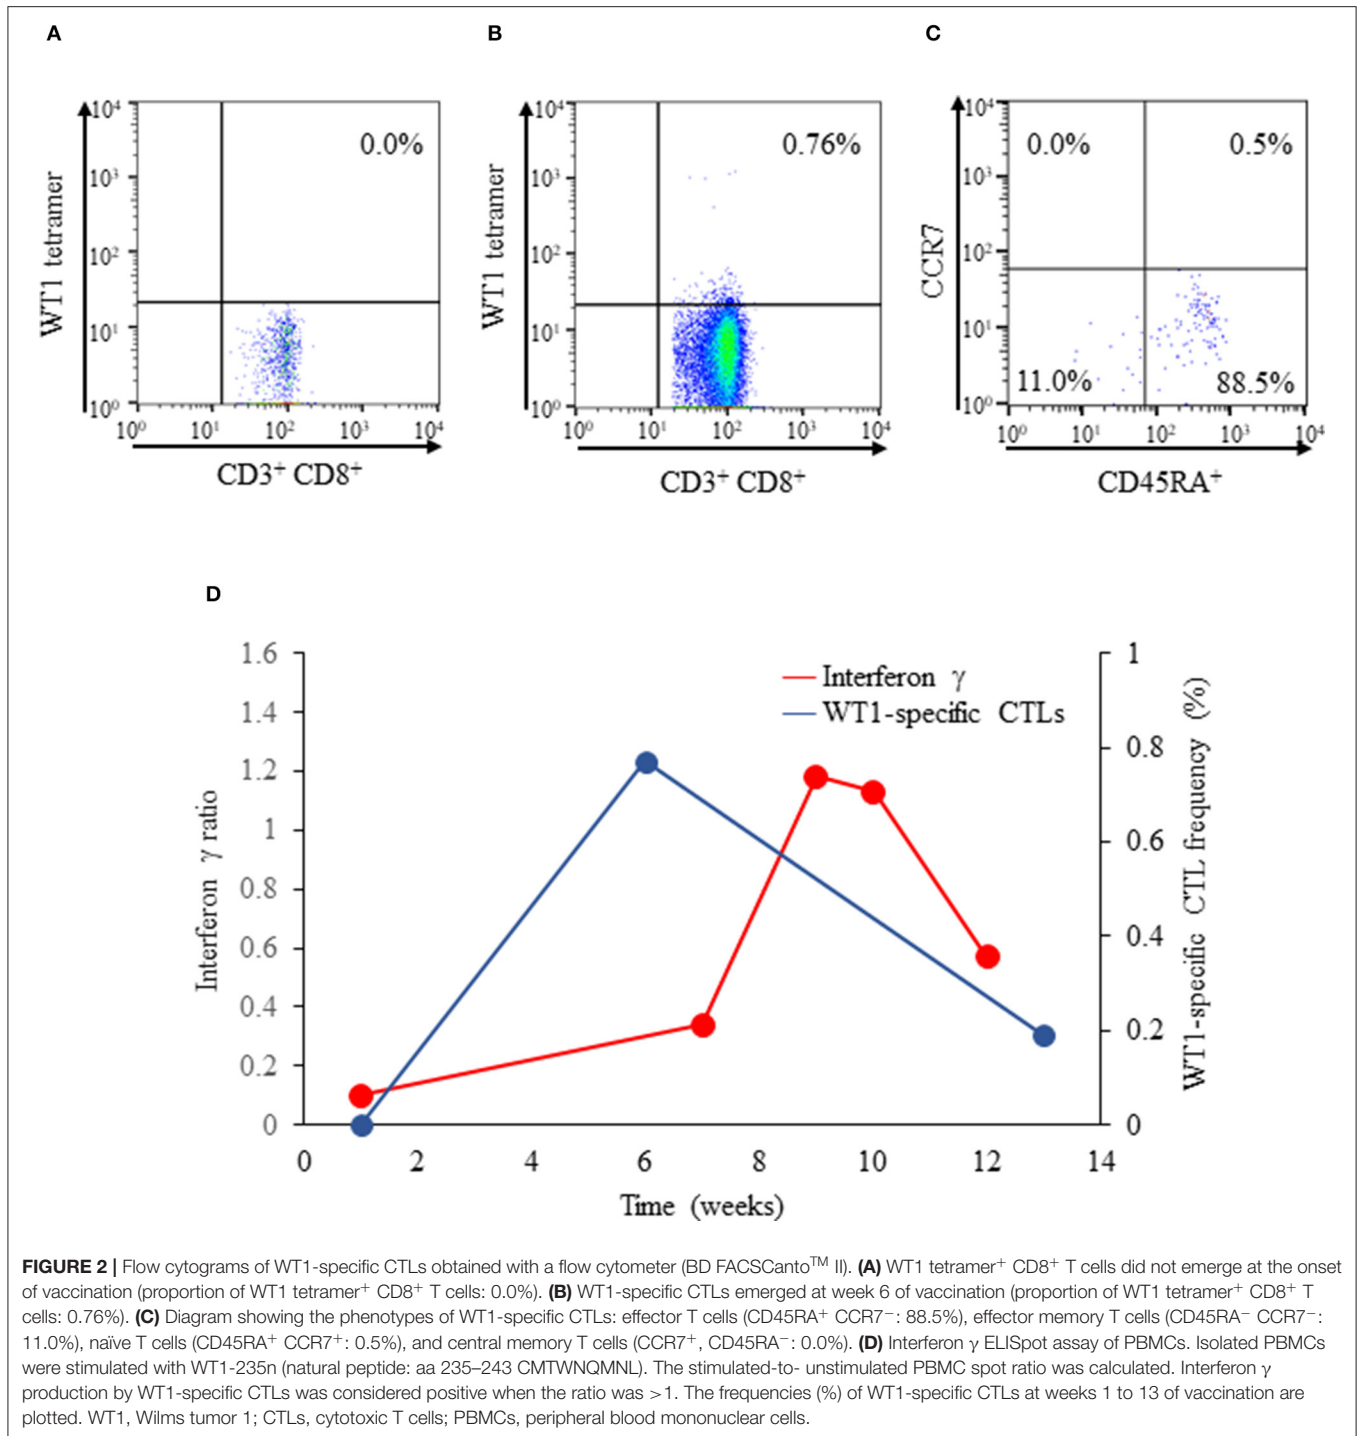 A
B
C
10⁴
10³
10²
10¹
10⁰
0.0%
WT1 tetramer
10⁰ 10¹ 10² 10³ 10⁴
CD3⁺ CD8⁺
10⁴
10³
10²
10¹
10⁰
0.76%
WT1 tetramer
10⁰ 10¹ 10² 10³ 10⁴
CD3⁺ CD8⁺
10⁴
10³
10²
10¹
10⁰
0.0% 0.5%
11.0% 88.5%
CCR7
10⁰ 10¹ 10² 10³ 10⁴
CD45RA⁺
D
1.6
1.4
1.2
1
0.8
0.6
0.4
0.2
0
Interferon γ ratio
Interferon γ
WT1-specific CTLs
1
0.8
0.6
0.4
0.2
0
WT1-specific CTL frequency (%)
0 2 4 6 8 10 12 14
Time (weeks)
FIGURE 2 | Flow cytograms of WT1-specific CTLs obtained with a flow cytometer (BD FACSCanto™ II). (A) WT1 tetramer⁺ CD8⁺ T cells did not emerge at the onset
of vaccination (proportion of WT1 tetramer⁺ CD8⁺ T cells: 0.0%). (B) WT1-specific CTLs emerged at week 6 of vaccination (proportion of WT1 tetramer⁺ CD8⁺ T
cells: 0.76%). (C) Diagram showing the phenotypes of WT1-specific CTLs: effector T cells (CD45RA⁺ CCR7⁻: 88.5%), effector memory T cells (CD45RA⁻ CCR7⁻:
11.0%), naïve T cells (CD45RA⁺ CCR7⁺: 0.5%), and central memory T cells (CCR7⁺, CD45RA⁻: 0.0%). (D) Interferon γ ELISpot assay of PBMCs. Isolated PBMCs
were stimulated with WT1-235n (natural peptide: aa 235–243 CMTWNQMNL). The stimulated-to- unstimulated PBMC spot ratio was calculated. Interferon γ
production by WT1-specific CTLs was considered positive when the ratio was >1. The frequencies (%) of WT1-specific CTLs at weeks 1 to 13 of vaccination are
plotted. WT1, Wilms tumor 1; CTLs, cytotoxic T cells; PBMCs, peripheral blood mononuclear cells.